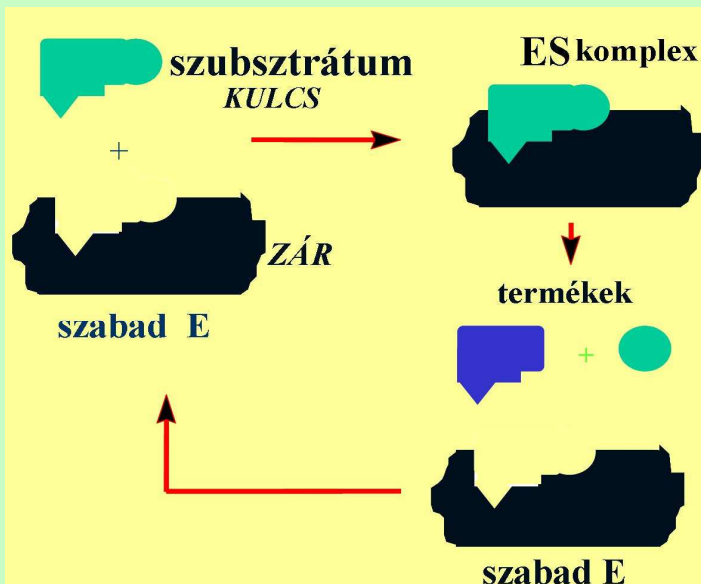 szubsztrátum
KULCS
+
ZÁR
szabad E
ES komplex
termékek
+
szabad E